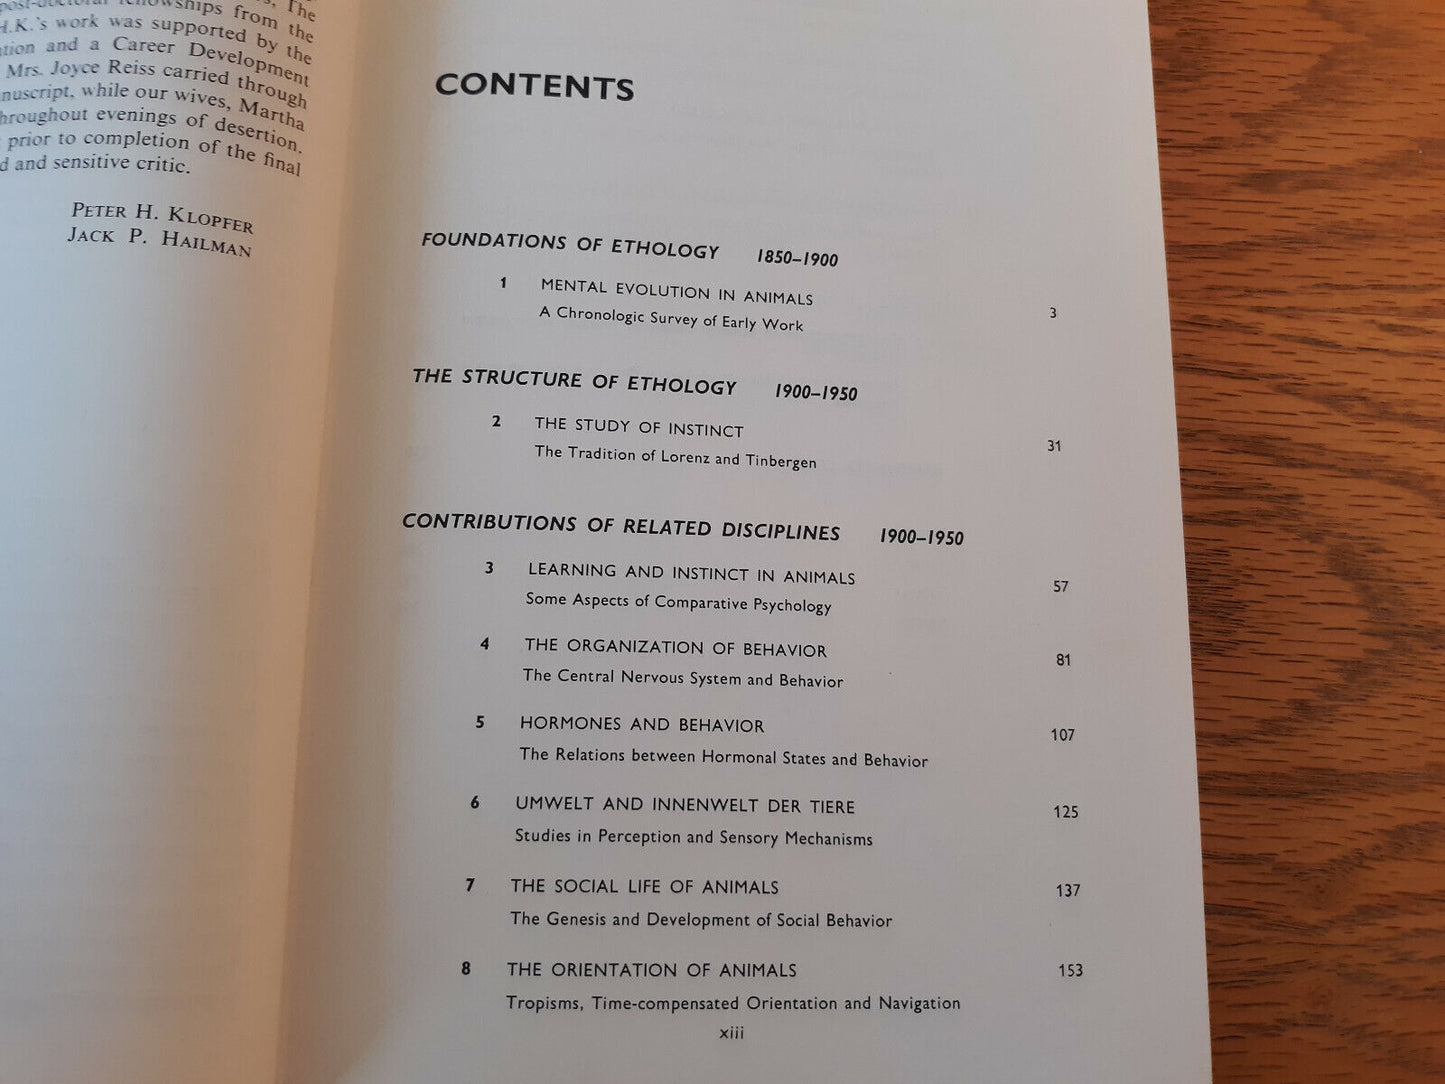 The
post-doctoral fellowships from the
H.K.'s work was supported by the
and a Career Development
Mrs. Joyce Reiss carried through
while our wives, Martha
throughout evenings of desertion.
prior to completion of the final
and sensitive critic.
PETER H. KLOPFER
JACK P. HAILMAN
CONTENTS
FOUNDATIONS OF ETHOLOGY 1850–1900
1 MENTAL EVOLUTION IN ANIMALS 3
A Chronologic Survey of Early Work
THE STRUCTURE OF ETHOLOGY 1900–1950
2 THE STUDY OF INSTINCT 31
The Tradition of Lorenz and Tinbergen
CONTRIBUTIONS OF RELATED DISCIPLINES 1900–1950
3 LEARNING AND INSTINCT IN ANIMALS 57
Some Aspects of Comparative Psychology
4 THE ORGANIZATION OF BEHAVIOR 81
The Central Nervous System and Behavior
5 HORMONES AND BEHAVIOR 107
The Relations between Hormonal States and Behavior
6 UMWELT AND INNENWELT DER TIERE 125
Studies in Perception and Sensory Mechanisms
7 THE SOCIAL LIFE OF ANIMALS 137
The Genesis and Development of Social Behavior
8 THE ORIENTATION OF ANIMALS 153
Tropisms, Time-compensated Orientation and Navigation
xiii